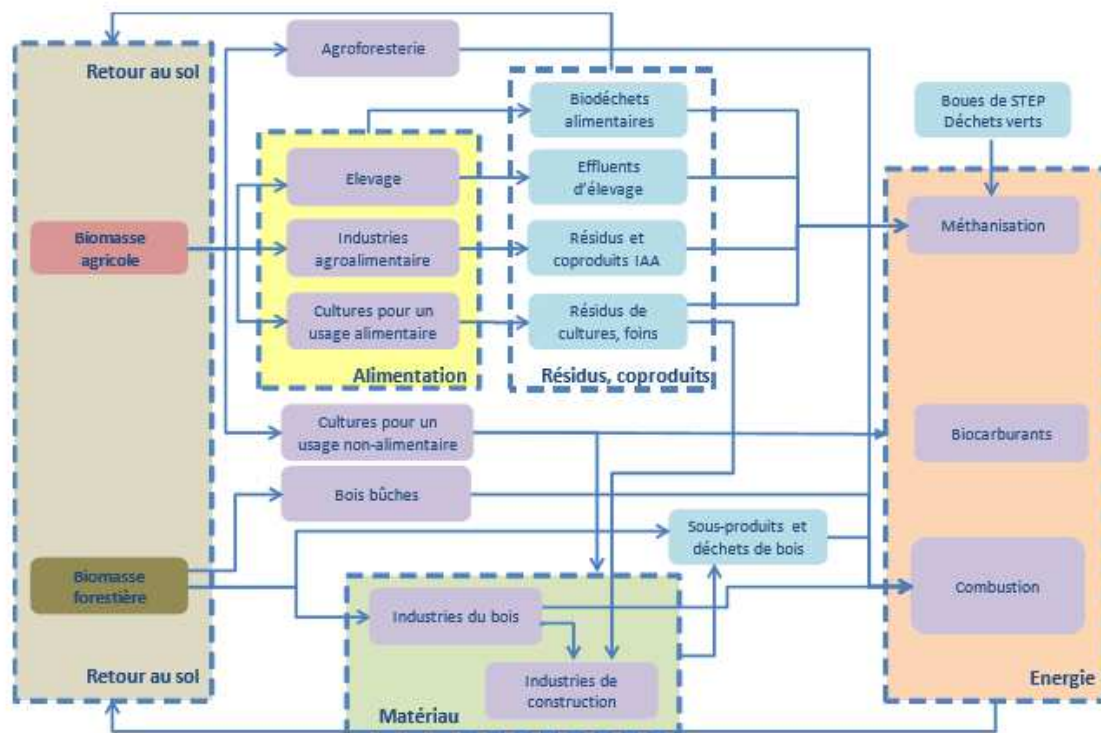 Retour au sol
Agroforesterie
Biodéchets
alimentaires
Boues de STEP
Déchets verts
Elevage
Effluents
d'élevage
Biomasse
agricole
Industries
agroalimentaire
Résidus et
coproduits IAA
Méthanisation
Cultures pour un
usage alimentaire
Résidus de
cultures, foins
Alimentation
Résidus, coproduits
Cultures pour un
usage non-alimentaire
Biocarburants
Bois bûches
Sous-produits et
déchets de bois
Biomasse
forestière
Combustion
Industries du bois
Industries de
construction
Retour au sol
Matériau
Energie